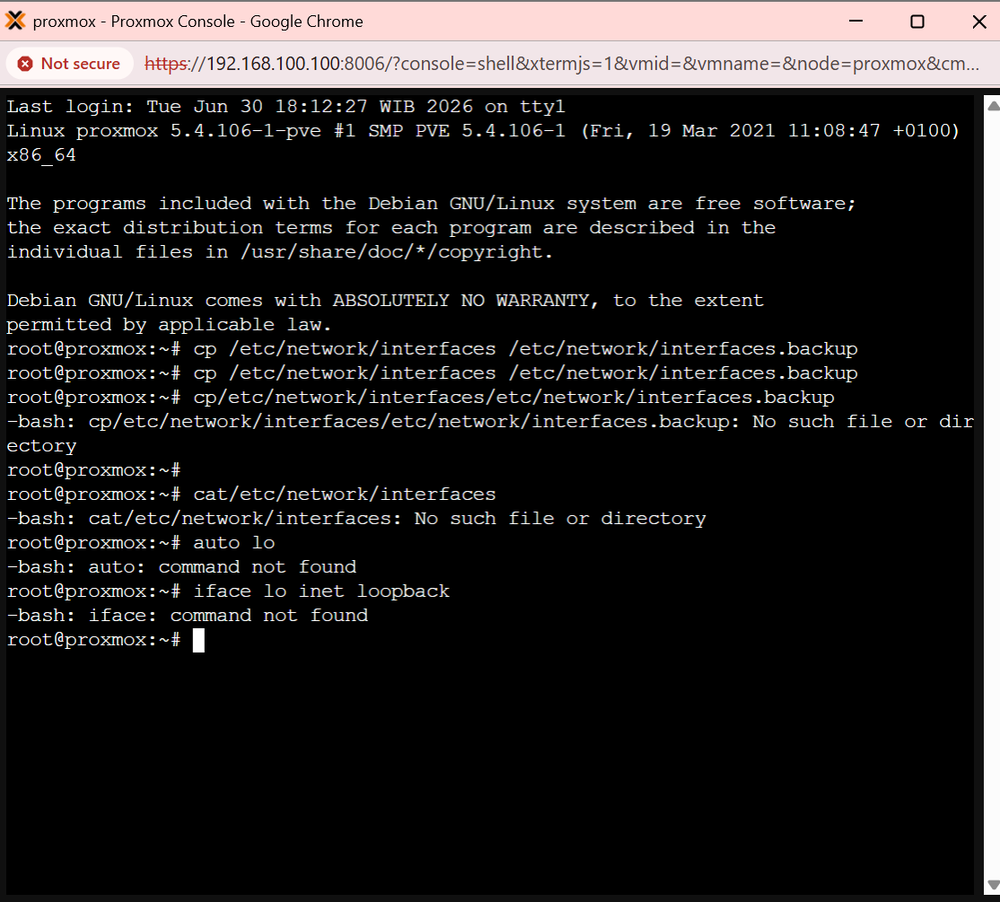 proxmox - Proxmox Console - Google Chrome
Not secure https://192.168.100.100:8006/?console=shell&xtermjs=1&vmid=&vmname=&node=proxmox&cm...
Last login: Tue Jun 30 18:12:27 WIB 2026 on tty1
Linux proxmox 5.4.106-1-pve #1 SMP PVE 5.4.106-1 (Fri, 19 Mar 2021 11:08:47 +0100)
x86_64
The programs included with the Debian GNU/Linux system are free software;
the exact distribution terms for each program are described in the
individual files in /usr/share/doc/*/copyright.
Debian GNU/Linux comes with ABSOLUTELY NO WARRANTY, to the extent
permitted by applicable law.
root@proxmox:~# cp /etc/network/interfaces /etc/network/interfaces.backup
root@proxmox:~# cp /etc/network/interfaces /etc/network/interfaces.backup
root@proxmox:~# cp/etc/network/interfaces/etc/network/interfaces.backup
-bash: cp/etc/network/interfaces/etc/network/interfaces.backup: No such file or dir
ectory
root@proxmox:~#
root@proxmox:~# cat/etc/network/interfaces
-bash: cat/etc/network/interfaces: No such file or directory
root@proxmox:~# auto lo
-bash: auto: command not found
root@proxmox:~# iface lo inet loopback
-bash: iface: command not found
root@proxmox:~#